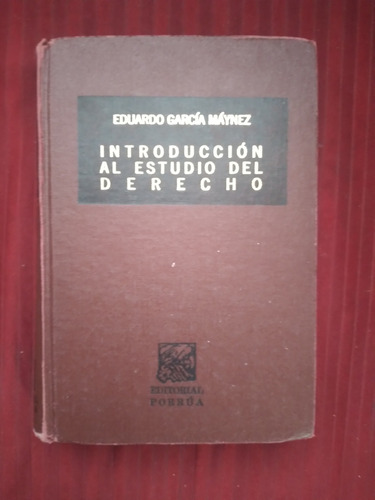 EDUARDO GARCÍA MÁYNEZ
INTRODUCCIÓN
AL ESTUDIO DEL
DERECHO
EDITORIAL
PORRÚA